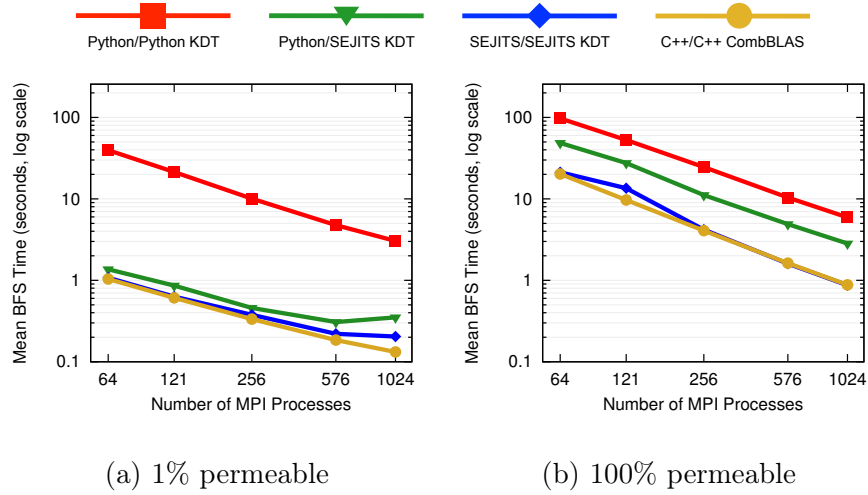 Python/Python KDT Python/SEJITS KDT SEJITS/SEJITS KDT C++/C++ CombBLAS
Mean BFS Time (seconds, log scale)
100
10
1
0.1
64 121 256 576 1024
Number of MPI Processes
(a) 1% permeable
Mean BFS Time (seconds, log scale)
100
10
1
0.1
64 121 256 576 1024
Number of MPI Processes
(b) 100% permeable